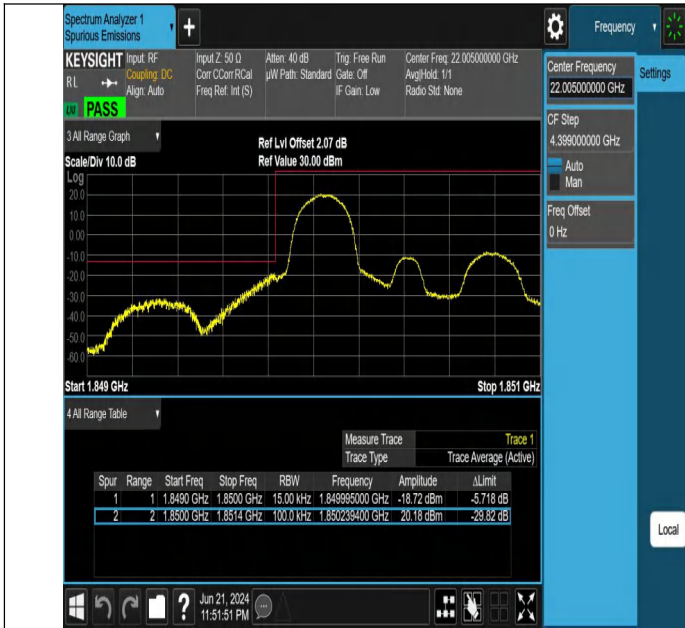 Spectrum Analyzer 1
Spurious Emissions
+
Frequency
KEYSIGHT
RL
PASS
Input: RF
Coupling: DC
Align: Auto
Input Z: 50 Ω
Corr CCorr RCal
Freq Ref: Int (S)
Atten: 40 dB
µW Path: Standard
Trig: Free Run
Gate: Off
IF Gain: Low
Center Freq: 22.005000000 GHz
Avg|Hold: 1/1
Radio Std: None
Center Frequency
22.005000000 GHz
Settings
CF Step
4.399000000 GHz
Auto
Man
Freq Offset
0 Hz
3 All Range Graph
Scale/Div 10.0 dB
Ref Lvl Offset 2.07 dB
Ref Value 30.00 dBm
Log
20.0
10.0
0.00
-10.0
-20.0
-30.0
-40.0
-50.0
-60.0
Start 1.849 GHz
Stop 1.851 GHz
4 All Range Table
Measure Trace Trace 1
Trace Type Trace Average (Active)
Spur Range Start Freq Stop Freq RBW Frequency Amplitude ΔLimit
1 1 1.8490 GHz 1.8500 GHz 15.00 kHz 1.849995000 GHz -18.72 dBm -5.718 dB
2 2 1.8500 GHz 1.8514 GHz 100.0 kHz 1.850239400 GHz 20.18 dBm -29.82 dB
Local
?
Jun 21, 2024
11:51:51 PM